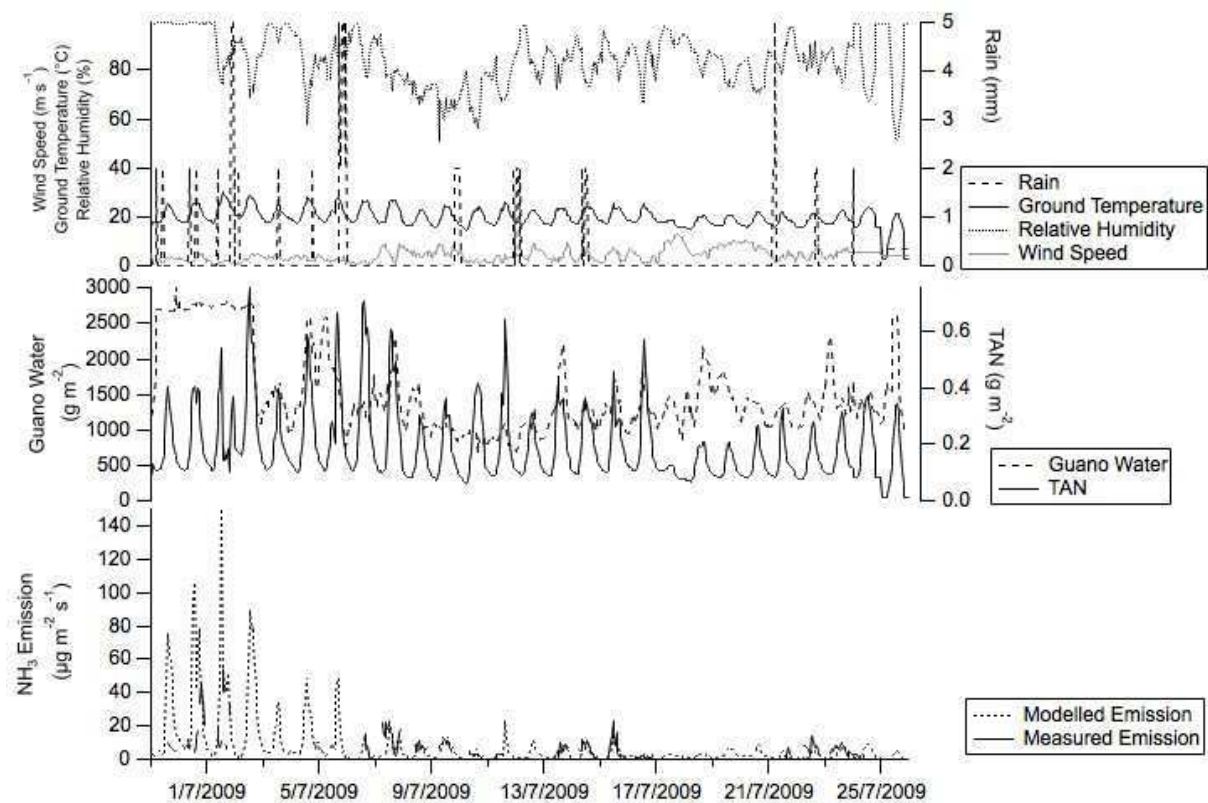 Wind Speed (m s⁻¹)
Ground Temperature (°C)
Relative Humidity (%)
80
60
40
20
0
5
4
3
2
1
0
Rain (mm)
Rain
Ground Temperature
Relative Humidity
Wind Speed
Guano Water
(g m⁻²)
3000
2500
2000
1500
1000
500
0
0.6
0.4
0.2
0.0
TAN (g m⁻²)
Guano Water
TAN
NH₃ Emission
(µg m⁻² s⁻¹)
140
120
100
80
60
40
20
0
Modelled Emission
Measured Emission
1/7/2009 5/7/2009 9/7/2009 13/7/2009 17/7/2009 21/7/2009 25/7/2009